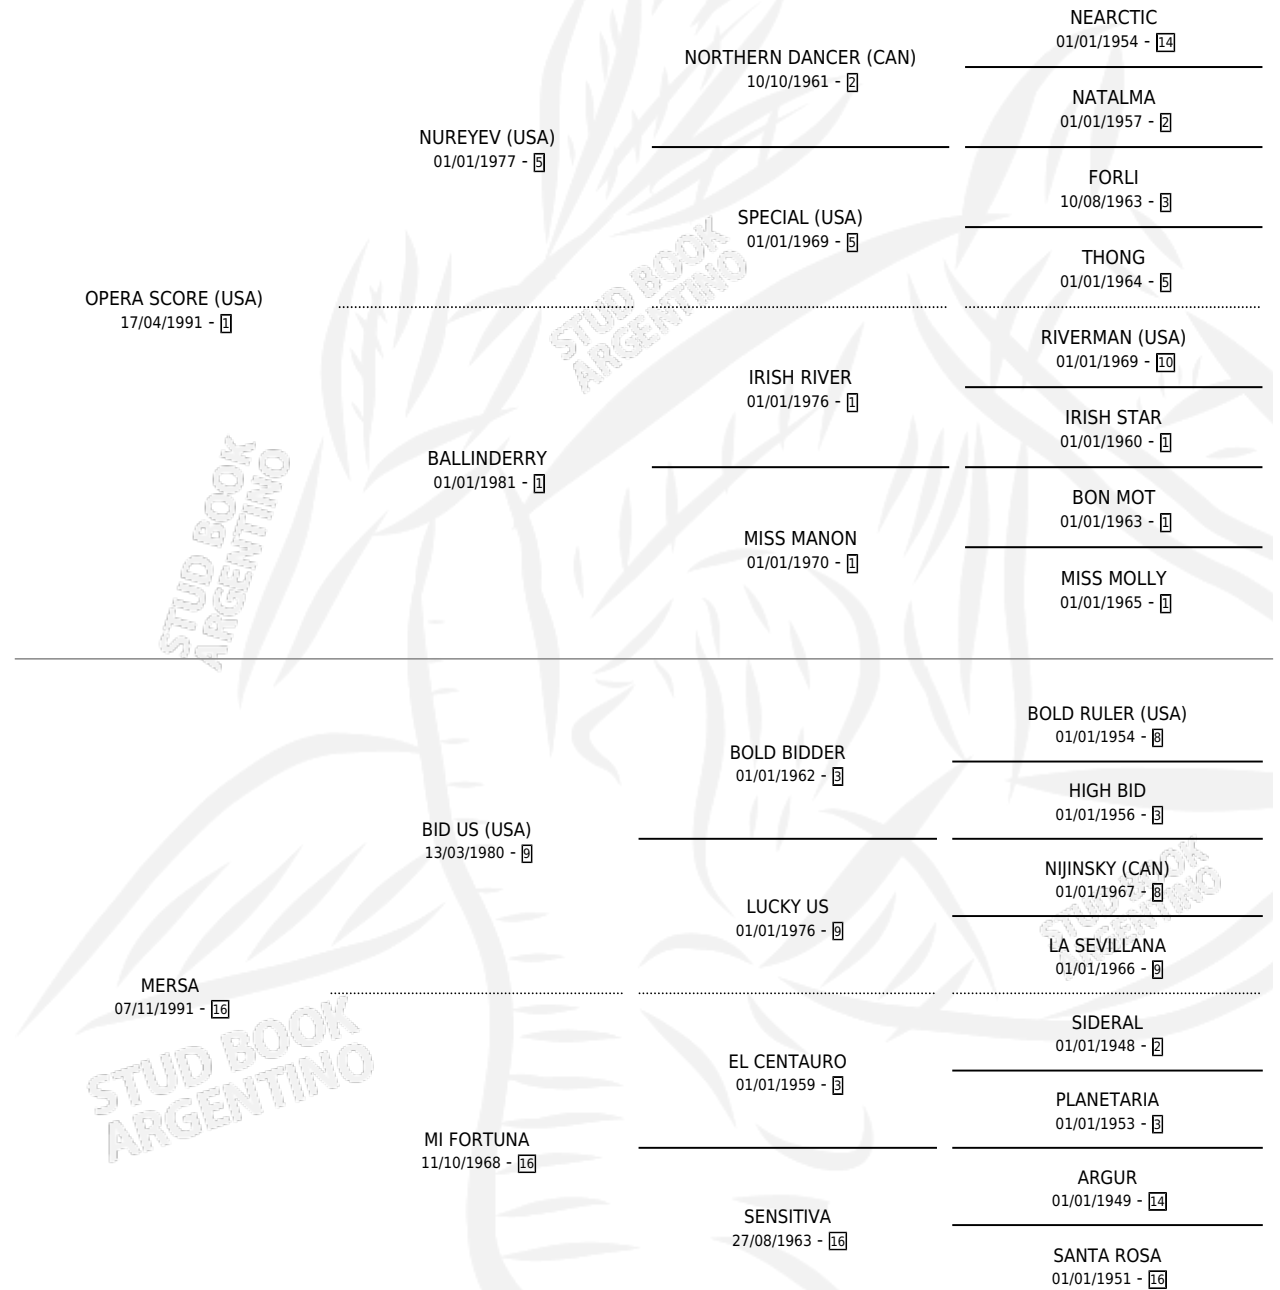 NEARCTIC
01/01/1954 - 14
NORTHERN DANCER (CAN)
10/10/1961 - 2
NATALMA
01/01/1957 - 2
NUREYEV (USA)
01/01/1977 - 5
FORLI
10/08/1963 - 3
SPECIAL (USA)
01/01/1969 - 5
THONG
01/01/1964 - 5
OPERA SCORE (USA)
17/04/1991 - 1
RIVERMAN (USA)
01/01/1969 - 10
IRISH RIVER
01/01/1976 - 1
IRISH STAR
01/01/1960 - 1
BALLINDERRY
01/01/1981 - 1
BON MOT
01/01/1963 - 1
MISS MANON
01/01/1970 - 1
MISS MOLLY
01/01/1965 - 1
BOLD RULER (USA)
01/01/1954 - 8
BOLD BIDDER
01/01/1962 - 3
HIGH BID
01/01/1956 - 3
BID US (USA)
13/03/1980 - 9
NIJINSKY (CAN)
01/01/1967 - 8
LUCKY US
01/01/1976 - 9
LA SEVILLANA
01/01/1966 - 9
MERSA
07/11/1991 - 16
SIDERAL
01/01/1948 - 2
EL CENTAURO
01/01/1959 - 3
PLANETARIA
01/01/1953 - 3
MI FORTUNA
11/10/1968 - 16
ARGUR
01/01/1949 - 14
SENSITIVA
27/08/1963 - 16
SANTA ROSA
01/01/1951 - 16
STUD BOOK
ARGENTINO
STUD BOOK
ARGENTINO
STUD BOOK
ARGENTINO
STUD BOOK
ARGENTINO